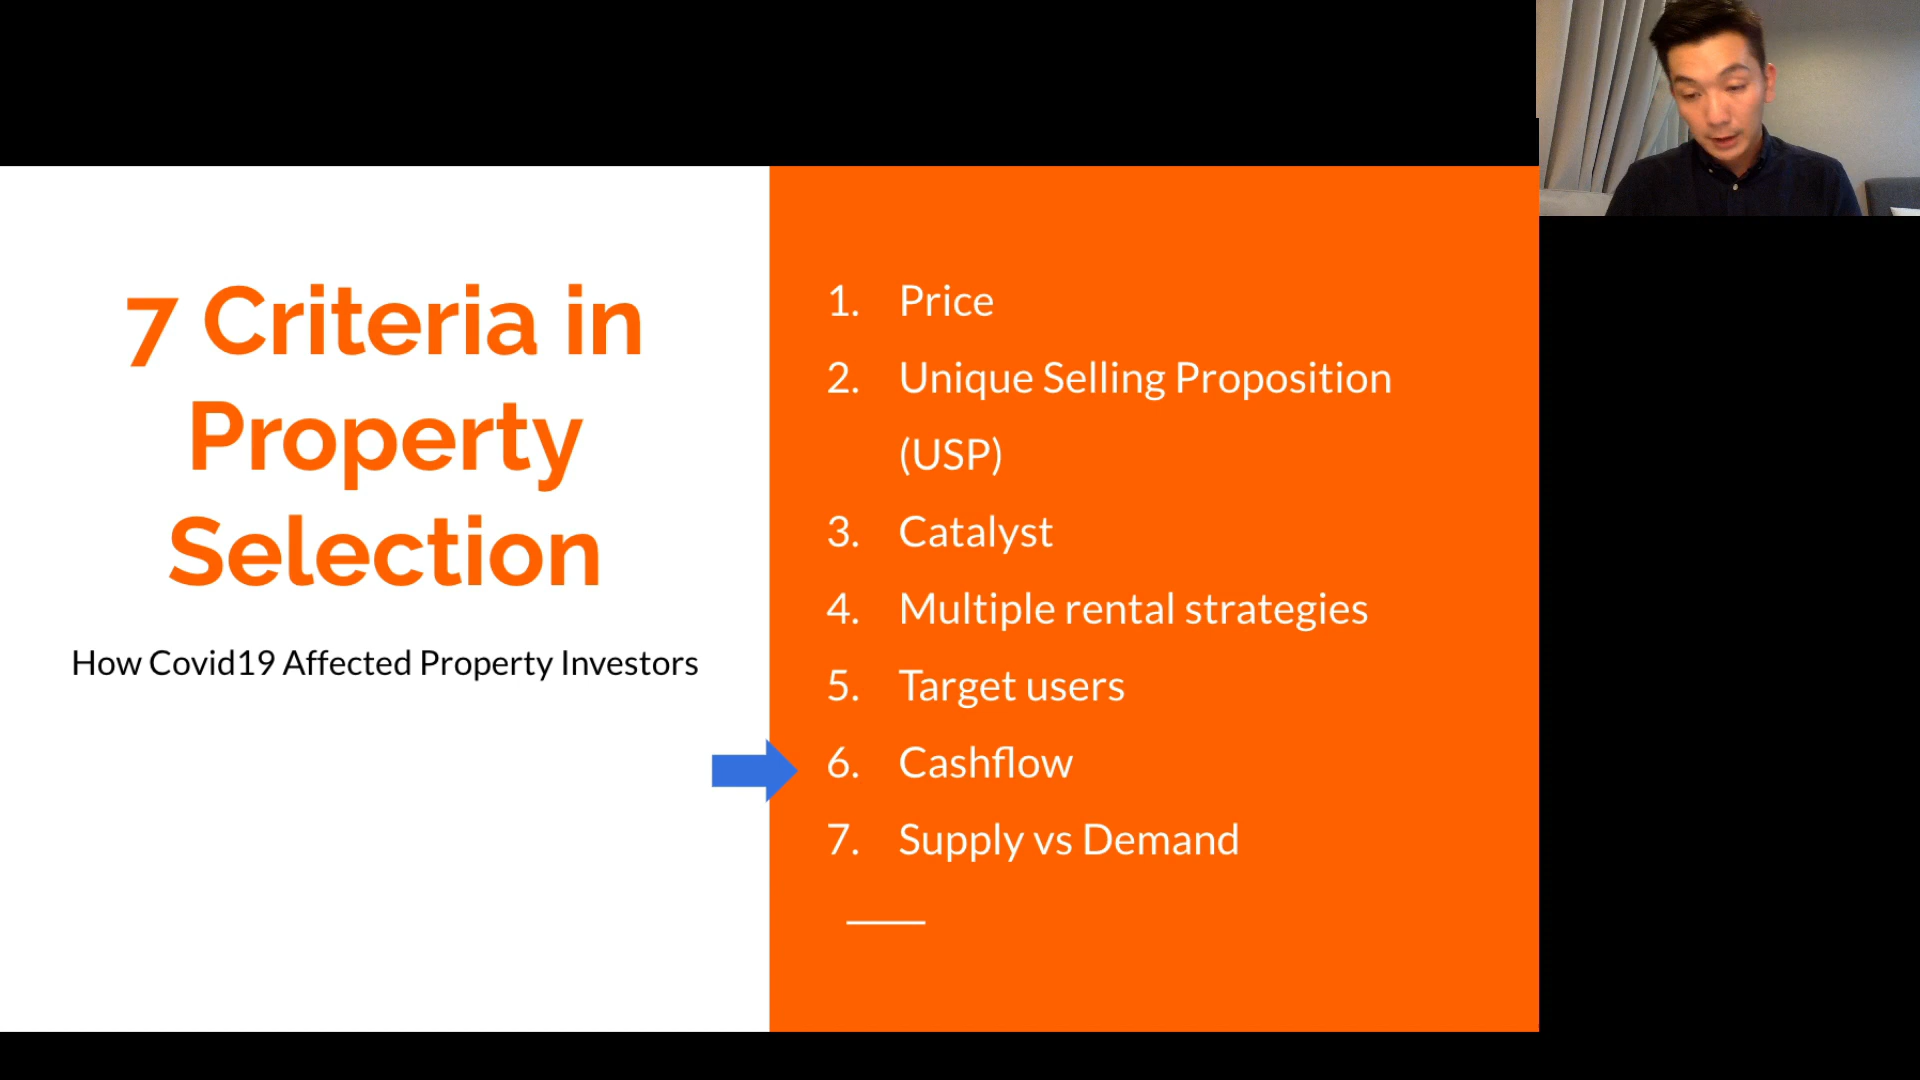 7 Criteria in
Property
Selection
How Covid19 Affected Property Investors
1. Price
2. Unique Selling Proposition
(USP)
3. Catalyst
4. Multiple rental strategies
5. Target users
6. Cashflow
7. Supply vs Demand